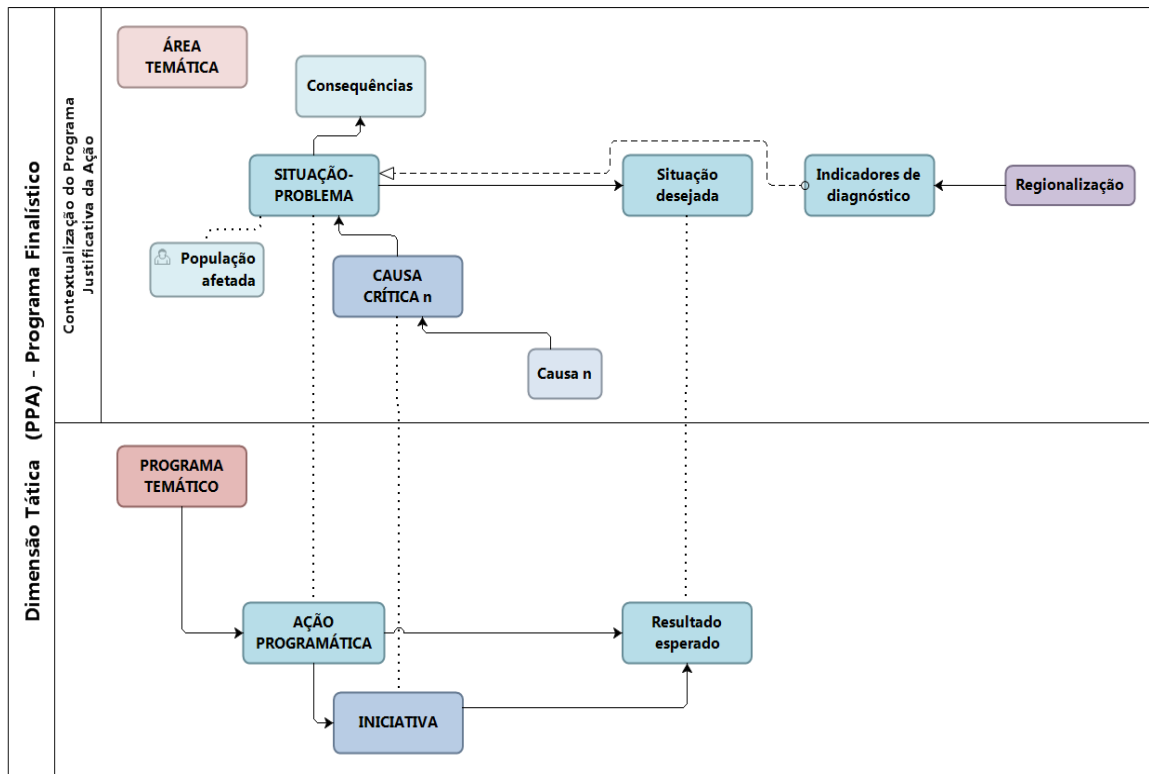 Dimensão Tática (PPA) - Programa Finalístico
Contextualização do Programa
Justificativa da Ação
ÁREA
TEMÁTICA
Consequências
SITUAÇÃO-
PROBLEMA
Situação
desejada
Indicadores de
diagnóstico
Regionalização
População
afetada
CAUSA
CRÍTICA n
Causa n
PROGRAMA
TEMÁTICO
AÇÃO
PROGRAMÁTICA
Resultado
esperado
INICIATIVA